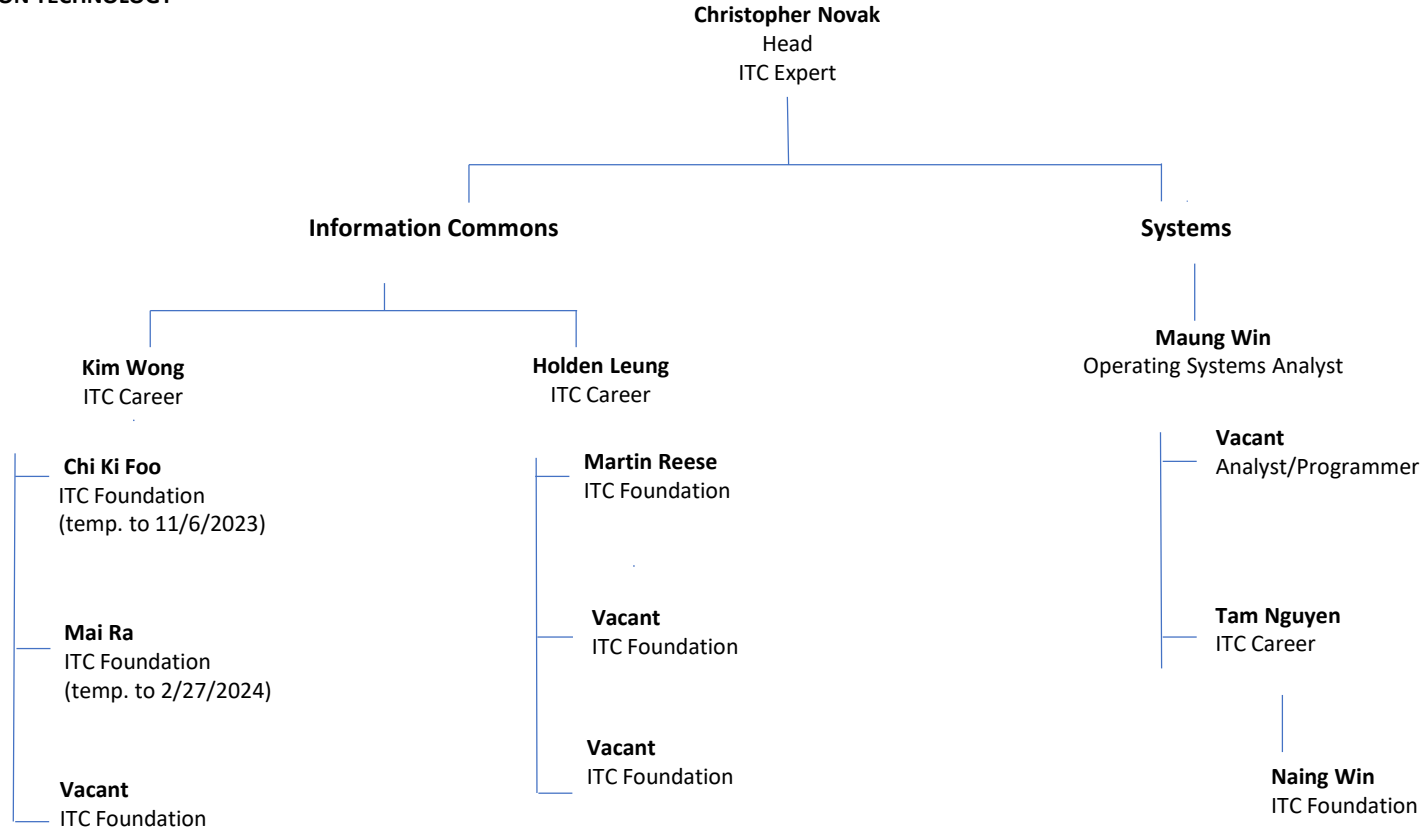 ON TECHNOLOGY
Christopher Novak
Head
ITC Expert
Information Commons
Systems
Kim Wong
ITC Career
Holden Leung
ITC Career
Maung Win
Operating Systems Analyst
Chi Ki Foo
ITC Foundation
(temp. to 11/6/2023)
Mai Ra
ITC Foundation
(temp. to 2/27/2024)
Vacant
ITC Foundation
Martin Reese
ITC Foundation
Vacant
ITC Foundation
Vacant
ITC Foundation
Vacant
Analyst/Programmer
Tam Nguyen
ITC Career
Naing Win
ITC Foundation